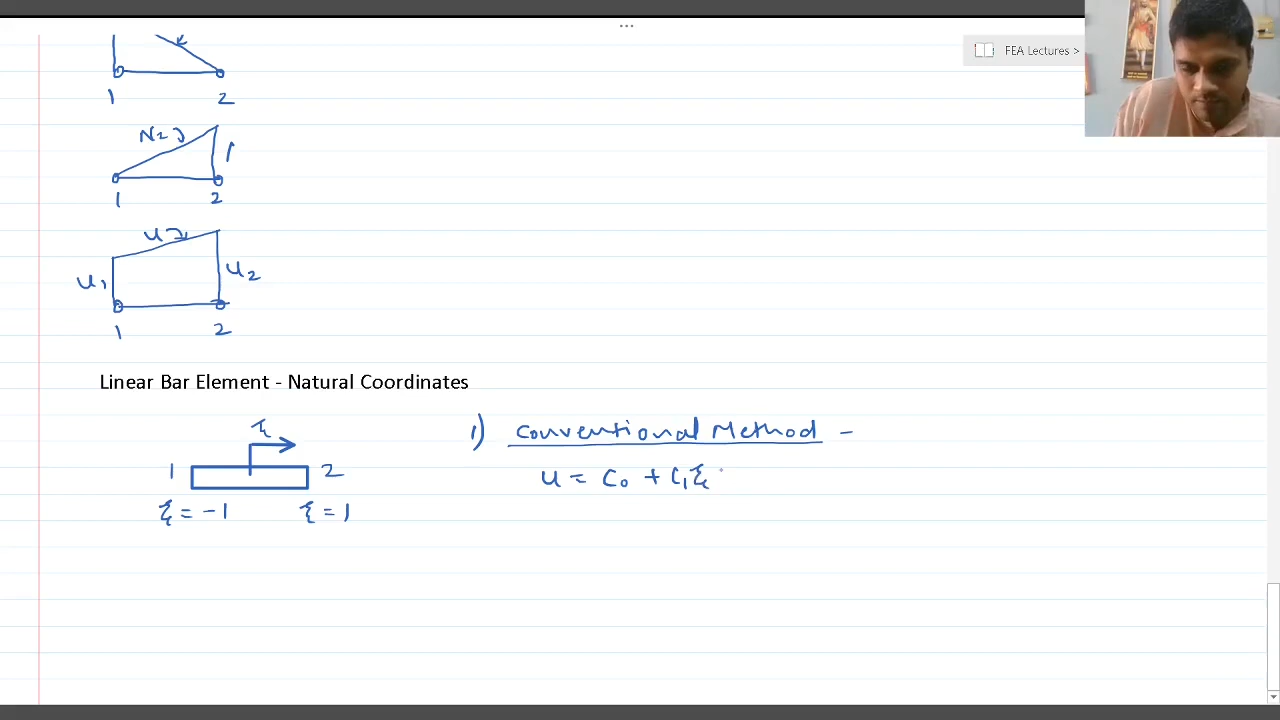 ...
FEA Lectures >
1 2
N2
1
1 2
u
u1 u2
1 2
Linear Bar Element - Natural Coordinates
ξ
1 2
ξ = -1 ξ = 1
1) Conventional Method -
u = C0 + C1ξ